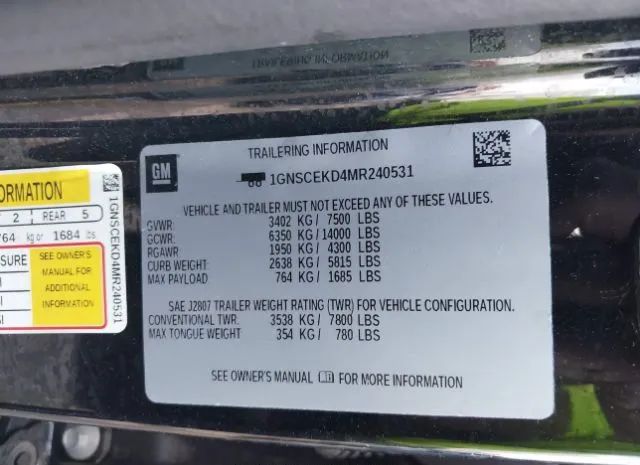 TRAILERING INFORMATION
GM
TRAILERING INFORMATION
1GNSCEKD4MR240531
VEHICLE AND TRAILER MUST NOT EXCEED ANY OF THESE VALUES.
GVWR: 3402 KG/ 7500 LBS
GCWR: 6350 KG/14000 LBS
RGAWR 1950 KG/ 4300 LBS
CURB WEIGHT: 2638 KG/ 5815 LBS
MAX PAYLOAD 764 KG/ 1685 LBS
SAE J2807 TRAILER WEIGHT RATING (TWR) FOR VEHICLE CONFIGURATION.
CONVENTIONAL TWR. 3538 KG/ 7800 LBS
MAX TONGUE WEIGHT 354 KG/ 780 LBS
SEE OWNER'S MANUAL FOR MORE INFORMATION
ORMATION
2 REAR 5
764 kg or 1684 lbs
SURE
SEE OWNER'S
MANUAL FOR
ADDITIONAL
INFORMATION
1GNSCEKD4MR240531